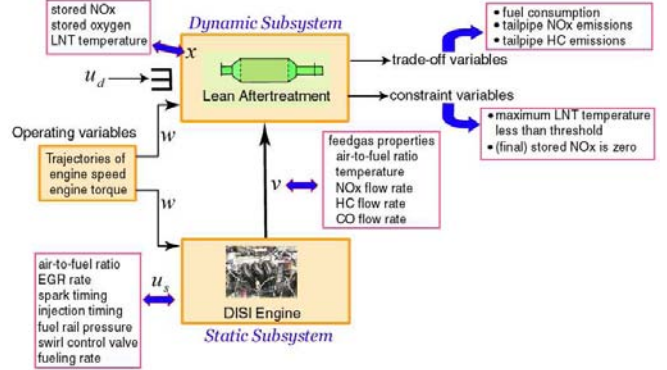 stored NOx
stored oxygen
LNT temperature
Dynamic Subsystem
x
Lean Aftertreatment
u_d
trade-off variables
• fuel consumption
• tailpipe NOx emissions
• tailpipe HC emissions
constraint variables
• maximum LNT temperature
less than threshold
• (final) stored NOx is zero
Operating variables
Trajectories of
engine speed
engine torque
w
w
v
feedgas properties
air-to-fuel ratio
temperature
NOx flow rate
HC flow rate
CO flow rate
air-to-fuel ratio
EGR rate
spark timing
injection timing
fuel rail pressure
swirl control valve
fueling rate
u_s
DISI Engine
Static Subsystem